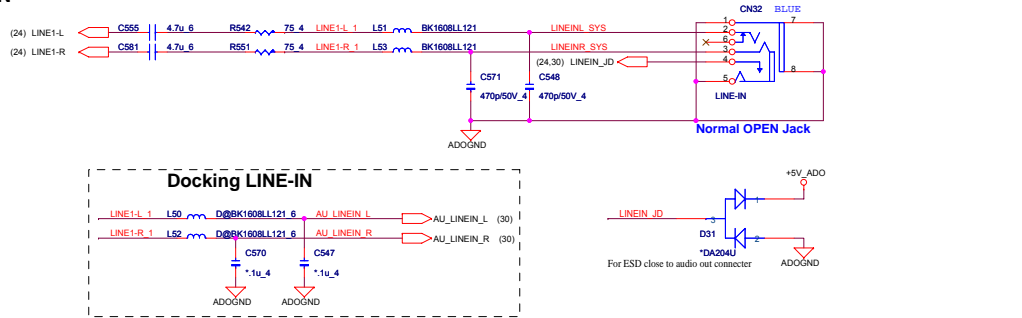 N
CN32 BLUE
(24) LINE1-L C555 4.7u_6 R542 75_4 LINE1-L_1 L51 BK1608LL121 LINEINL_SYS 1 7
2
6
(24) LINE1-R C581 4.7u_6 R551 75_4 LINE1-R_1 L53 BK1608LL121 LINEINR_SYS 3
(24,30) LINEIN_JD 4
8
5
C571 C548
470p/50V_4 470p/50V_4 LINE-IN
Normal OPEN Jack
ADOGND
Docking LINE-IN
+5V_ADO
LINE1-L_1 L50 D@BK1608LL121_6 AU_LINEIN_L AU_LINEIN_L (30)
LINEIN_JD 3 1
LINE1-R_1 L52 D@BK1608LL121_6 AU_LINEIN_R AU_LINEIN_R (30)
D31 2
*DA204U
C570 C547
*.1u_4 *.1u_4
For ESD close to audio out connecter
ADOGND
ADOGND ADOGND